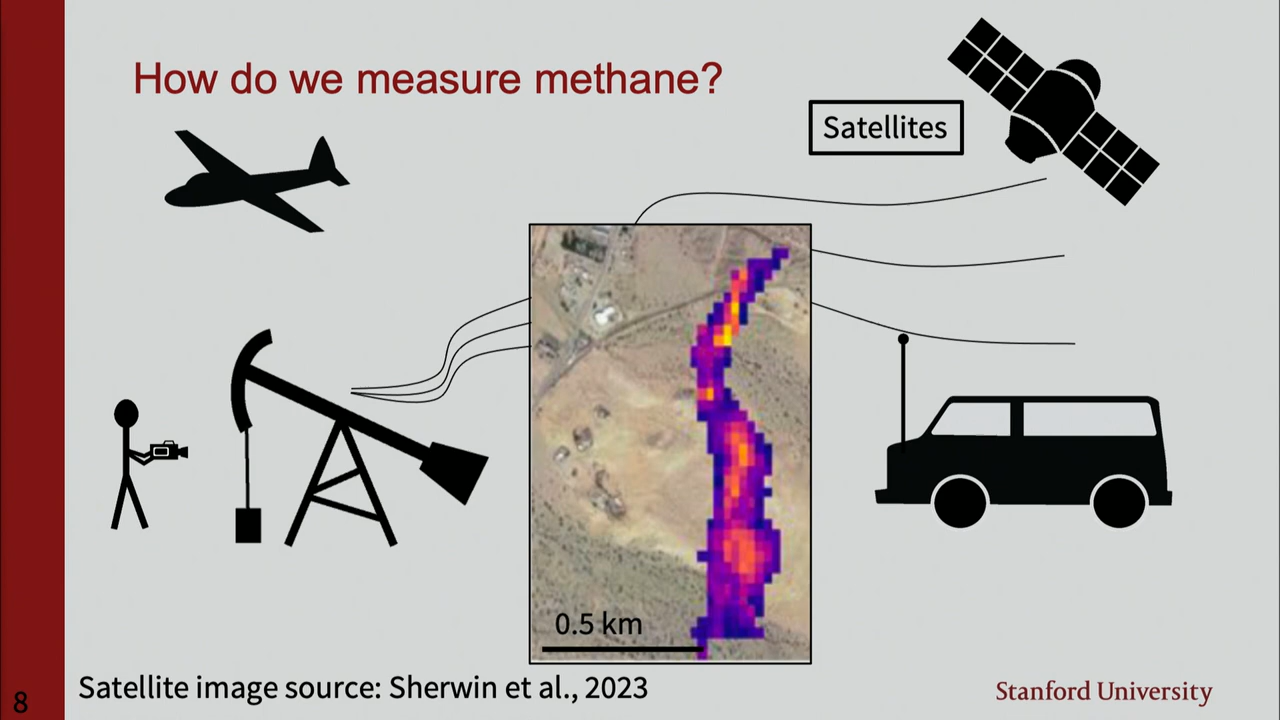 How do we measure methane?
Satellites
0.5 km
Satellite image source: Sherwin et al., 2023
8
Stanford University